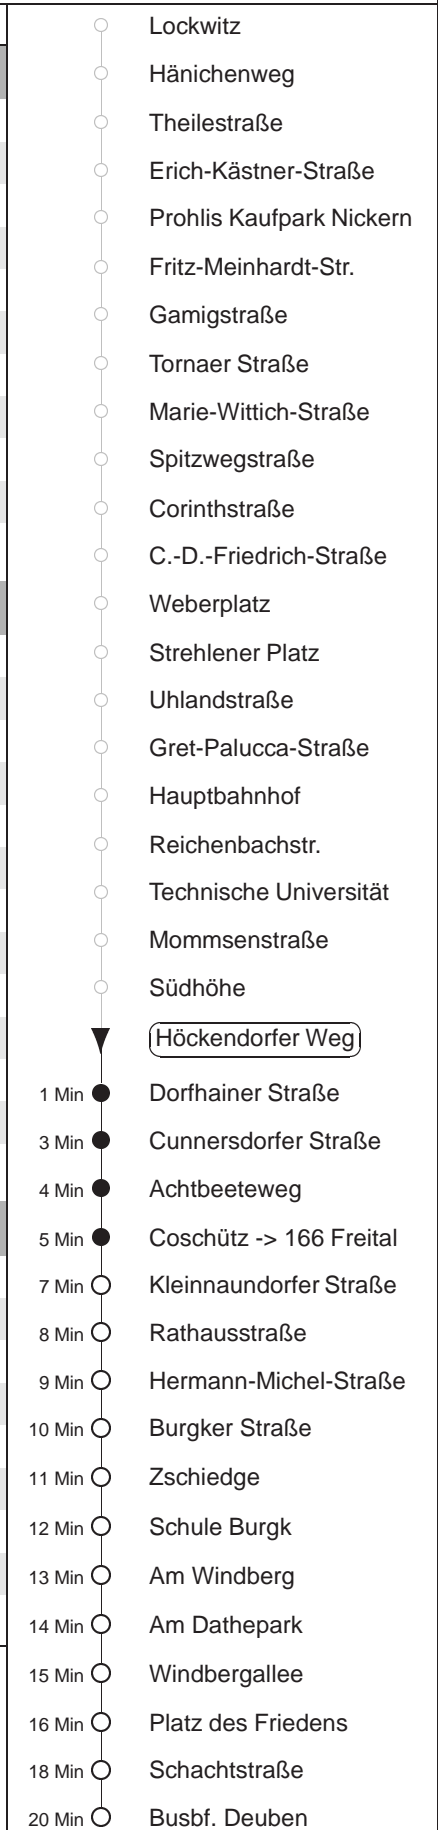 Lockwitz
Hänichenweg
Theilestraße
Erich-Kästner-Straße
Prohlis Kaufpark Nickern
Fritz-Meinhardt-Str.
Gamigstraße
Tornaer Straße
Marie-Wittich-Straße
Spitzwegstraße
Corinthstraße
C.-D.-Friedrich-Straße
Weberplatz
Strehlener Platz
Uhlandstraße
Gret-Palucca-Straße
Hauptbahnhof
Reichenbachstr.
Technische Universität
Mommsenstraße
Südhöhe
Höckendorfer Weg
1 Min Dorfhainer Straße
3 Min Cunnersdorfer Straße
4 Min Achtbeeteweg
5 Min Coschütz -> 166 Freital
7 Min Kleinnaundorfer Straße
8 Min Rathausstraße
9 Min Hermann-Michel-Straße
10 Min Burgker Straße
11 Min Zschiedge
12 Min Schule Burgk
13 Min Am Windberg
14 Min Am Dathepark
15 Min Windbergallee
16 Min Platz des Friedens
18 Min Schachtstraße
20 Min Busbf. Deuben